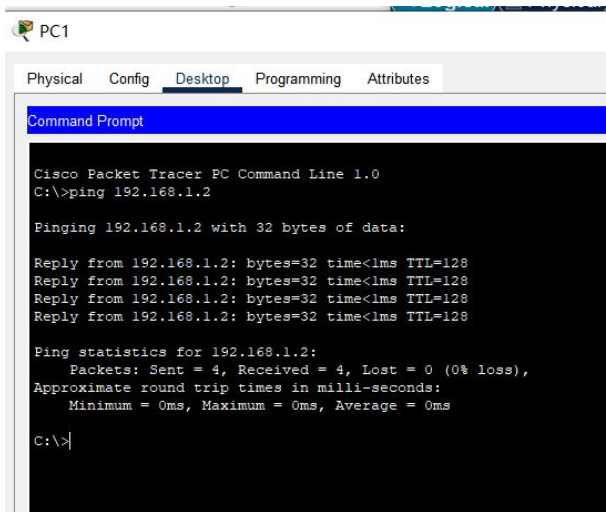 PC1
Physical Config Desktop Programming Attributes
Command Prompt
Cisco Packet Tracer PC Command Line 1.0
C:\>ping 192.168.1.2
Pinging 192.168.1.2 with 32 bytes of data:
Reply from 192.168.1.2: bytes=32 time<1ms TTL=128
Reply from 192.168.1.2: bytes=32 time<1ms TTL=128
Reply from 192.168.1.2: bytes=32 time<1ms TTL=128
Reply from 192.168.1.2: bytes=32 time<1ms TTL=128
Ping statistics for 192.168.1.2:
Packets: Sent = 4, Received = 4, Lost = 0 (0% loss),
Approximate round trip times in milli-seconds:
Minimum = 0ms, Maximum = 0ms, Average = 0ms
C:\>